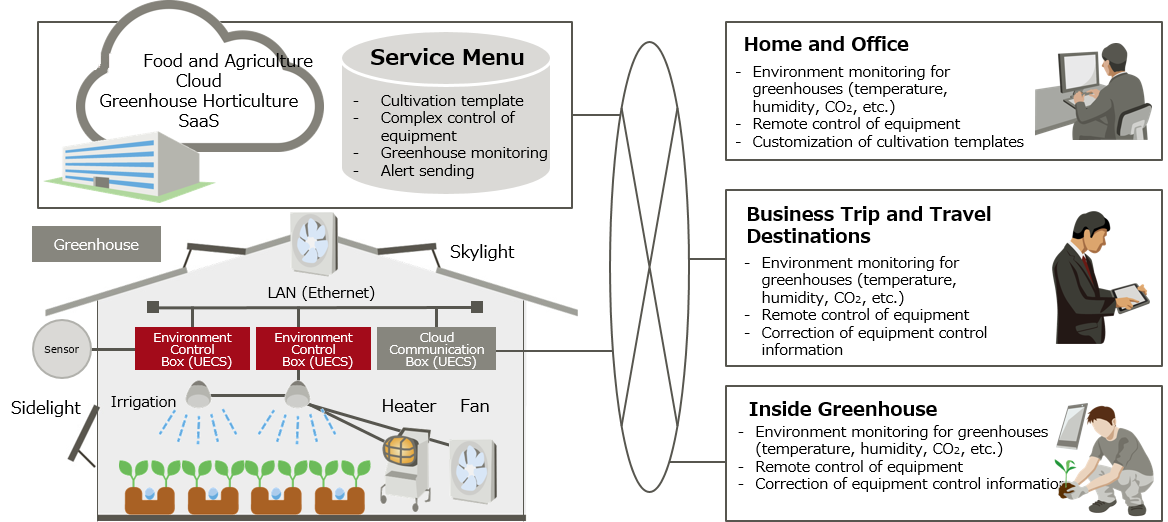 Food and Agriculture
Cloud
Greenhouse Horticulture
SaaS
Service Menu
- Cultivation template
- Complex control of
equipment
- Greenhouse monitoring
- Alert sending
Greenhouse
Skylight
LAN (Ethernet)
Sensor
Environment
Control
Box (UECS)
Environment
Control
Box (UECS)
Cloud
Communication
Box (UECS)
Sidelight
Irrigation
Heater
Fan
Home and Office
- Environment monitoring for
greenhouses (temperature,
humidity, CO₂, etc.)
- Remote control of equipment
- Customization of cultivation templates
Business Trip and Travel
Destinations
- Environment monitoring for
greenhouses (temperature,
humidity, CO₂, etc.)
- Remote control of equipment
- Correction of equipment control
information
Inside Greenhouse
- Environment monitoring for greenhouses
(temperature, humidity, CO₂, etc.)
- Remote control of equipment
- Correction of equipment control information